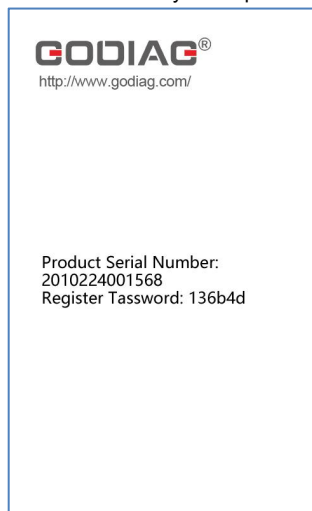 GODIAG®
http://www.godiag.com/
Product Serial Number:
2010224001568
Register Tassword: 136b4d